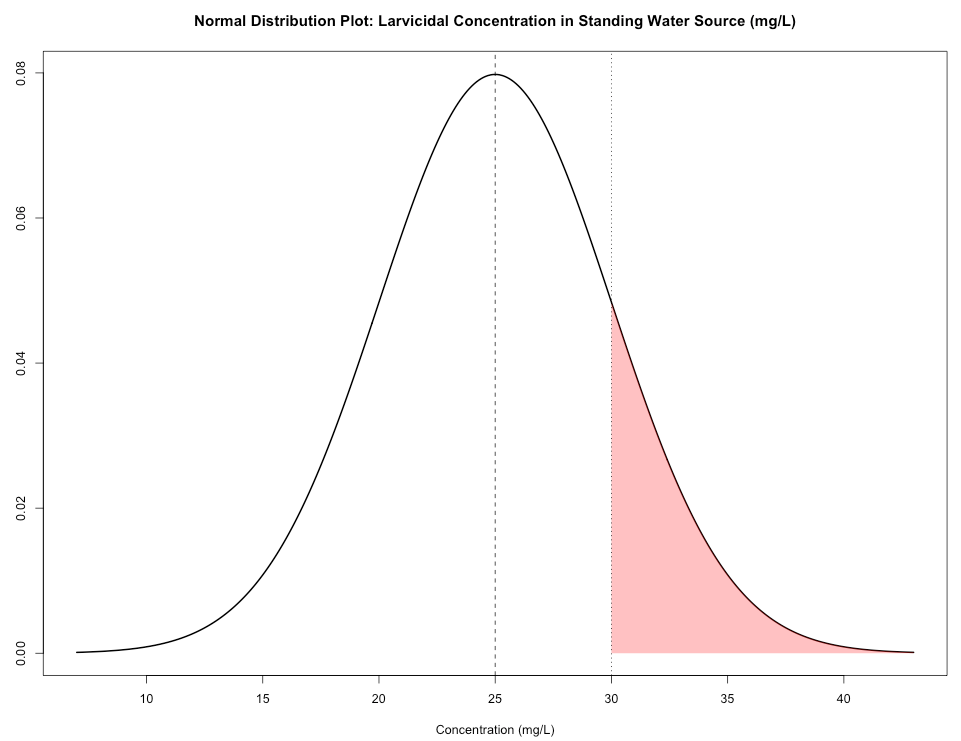 Normal Distribution Plot: Larvicidal Concentration in Standing Water Source (mg/L)
0.08
0.06
0.04
0.02
0.00
10 15 20 25 30 35 40
Concentration (mg/L)